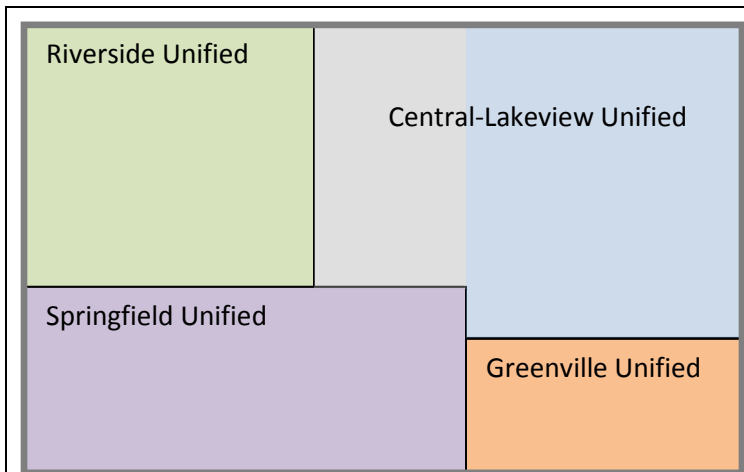 Riverside Unified
Central-Lakeview Unified
Springfield Unified
Greenville Unified